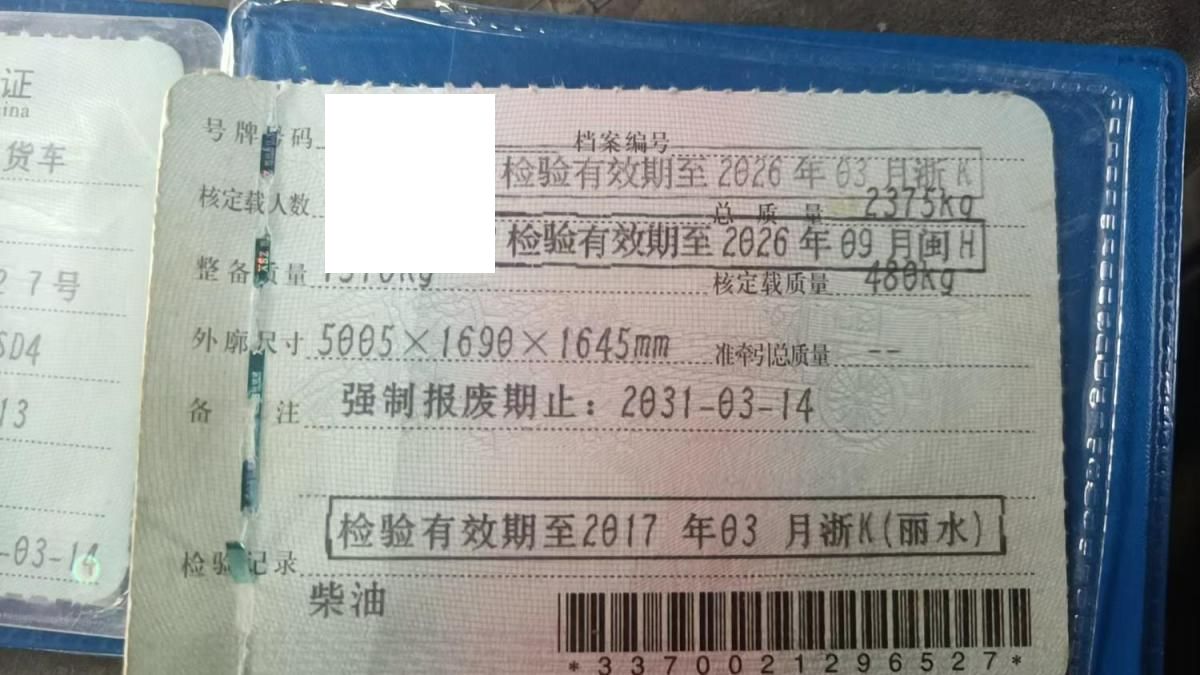 证
ina
货车
27号
SD4
13
-03-14
号牌号码
档案编号
检验有效期至2026年03月浙K
核定载人数
总质量 2375kg
检验有效期至2026年09月闽H
整备质量
核定载质量 480kg
外廓尺寸 5005×1690×1645mm 准牵引总质量 --
备注 强制报废期止：2031-03-14
检验有效期至2017年03月浙K(丽水)
检验记录
柴油
*3370021296527*